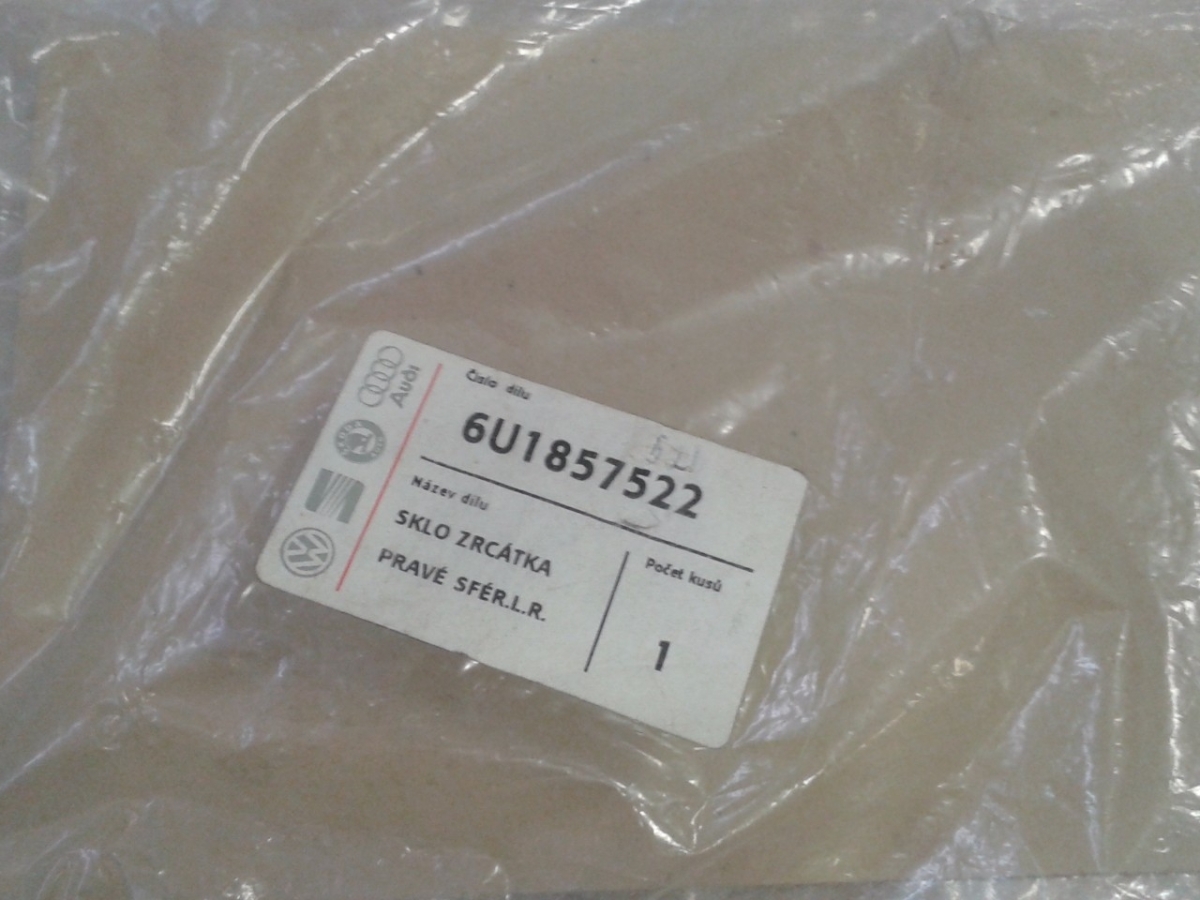 Audi
Číslo dílu
6U1857522
Název dílu
SKLO ZRCÁTKA
PRAVÉ SFÉR.L.R.
Počet kusů
1